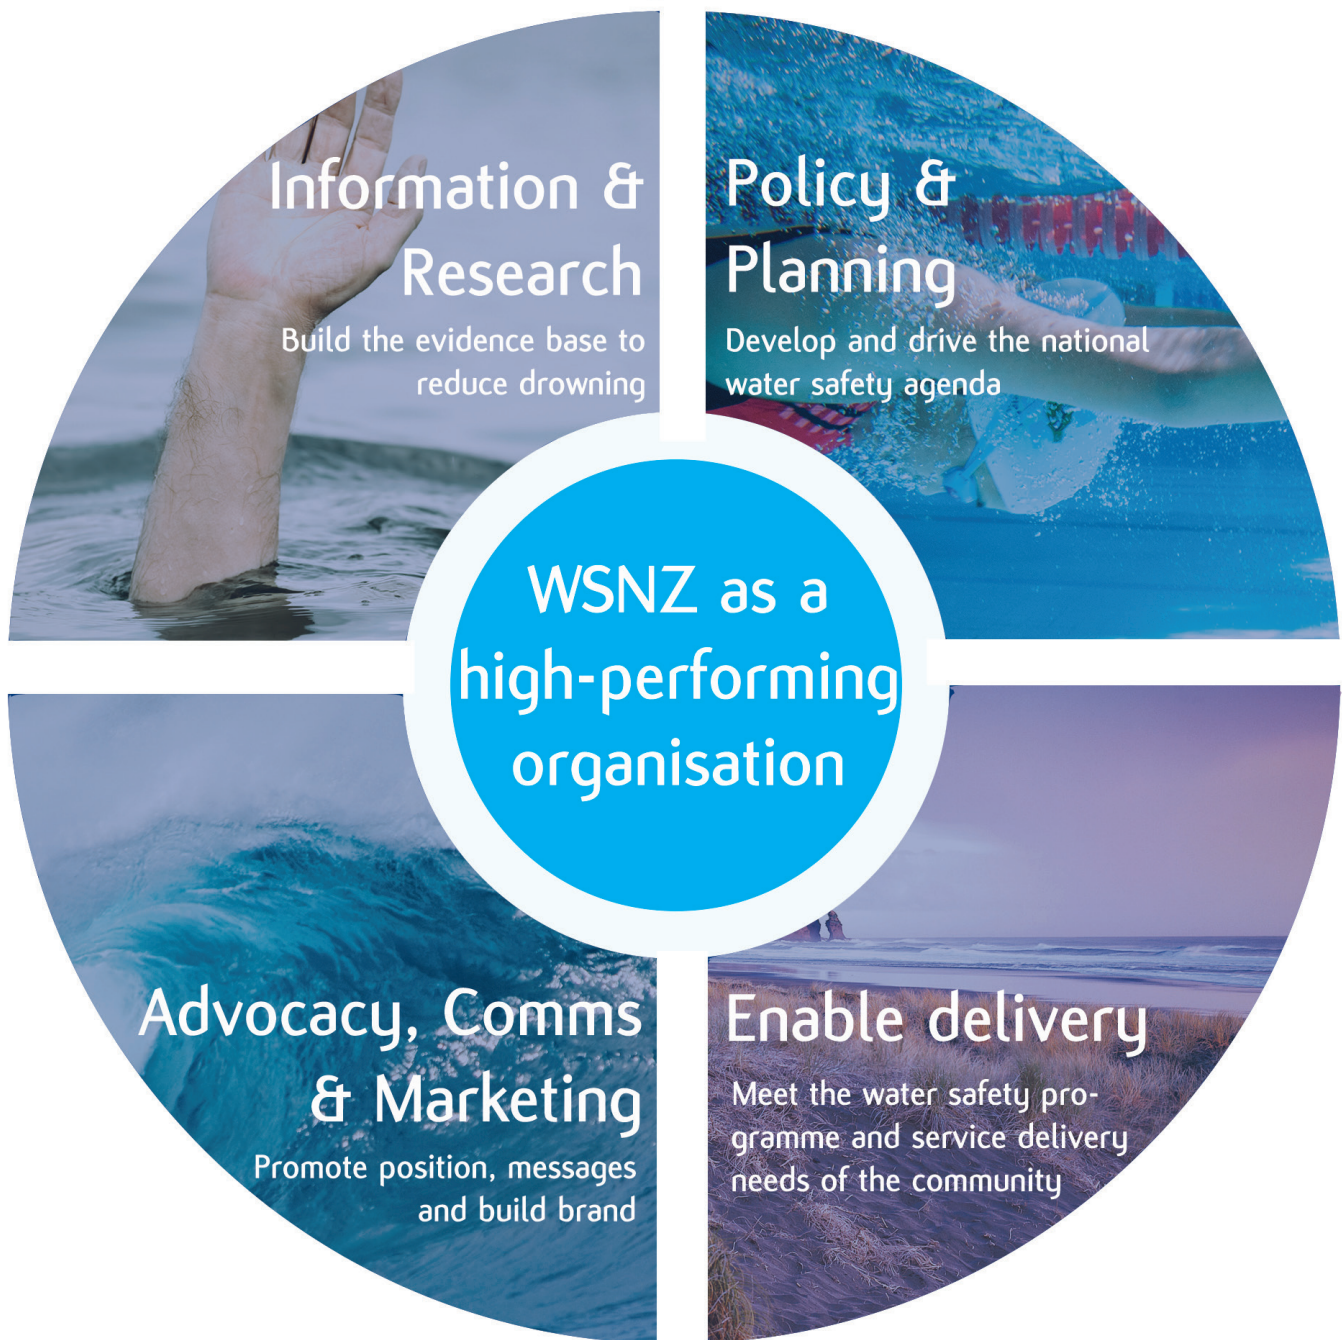 Information &
Research
Build the evidence base to
reduce drowning
Policy &
Planning
Develop and drive the national
water safety agenda
WSNZ as a
high-performing
organisation
Advocacy, Comms
& Marketing
Promote position, messages
and build brand
Enable delivery
Meet the water safety pro-
gramme and service delivery
needs of the community